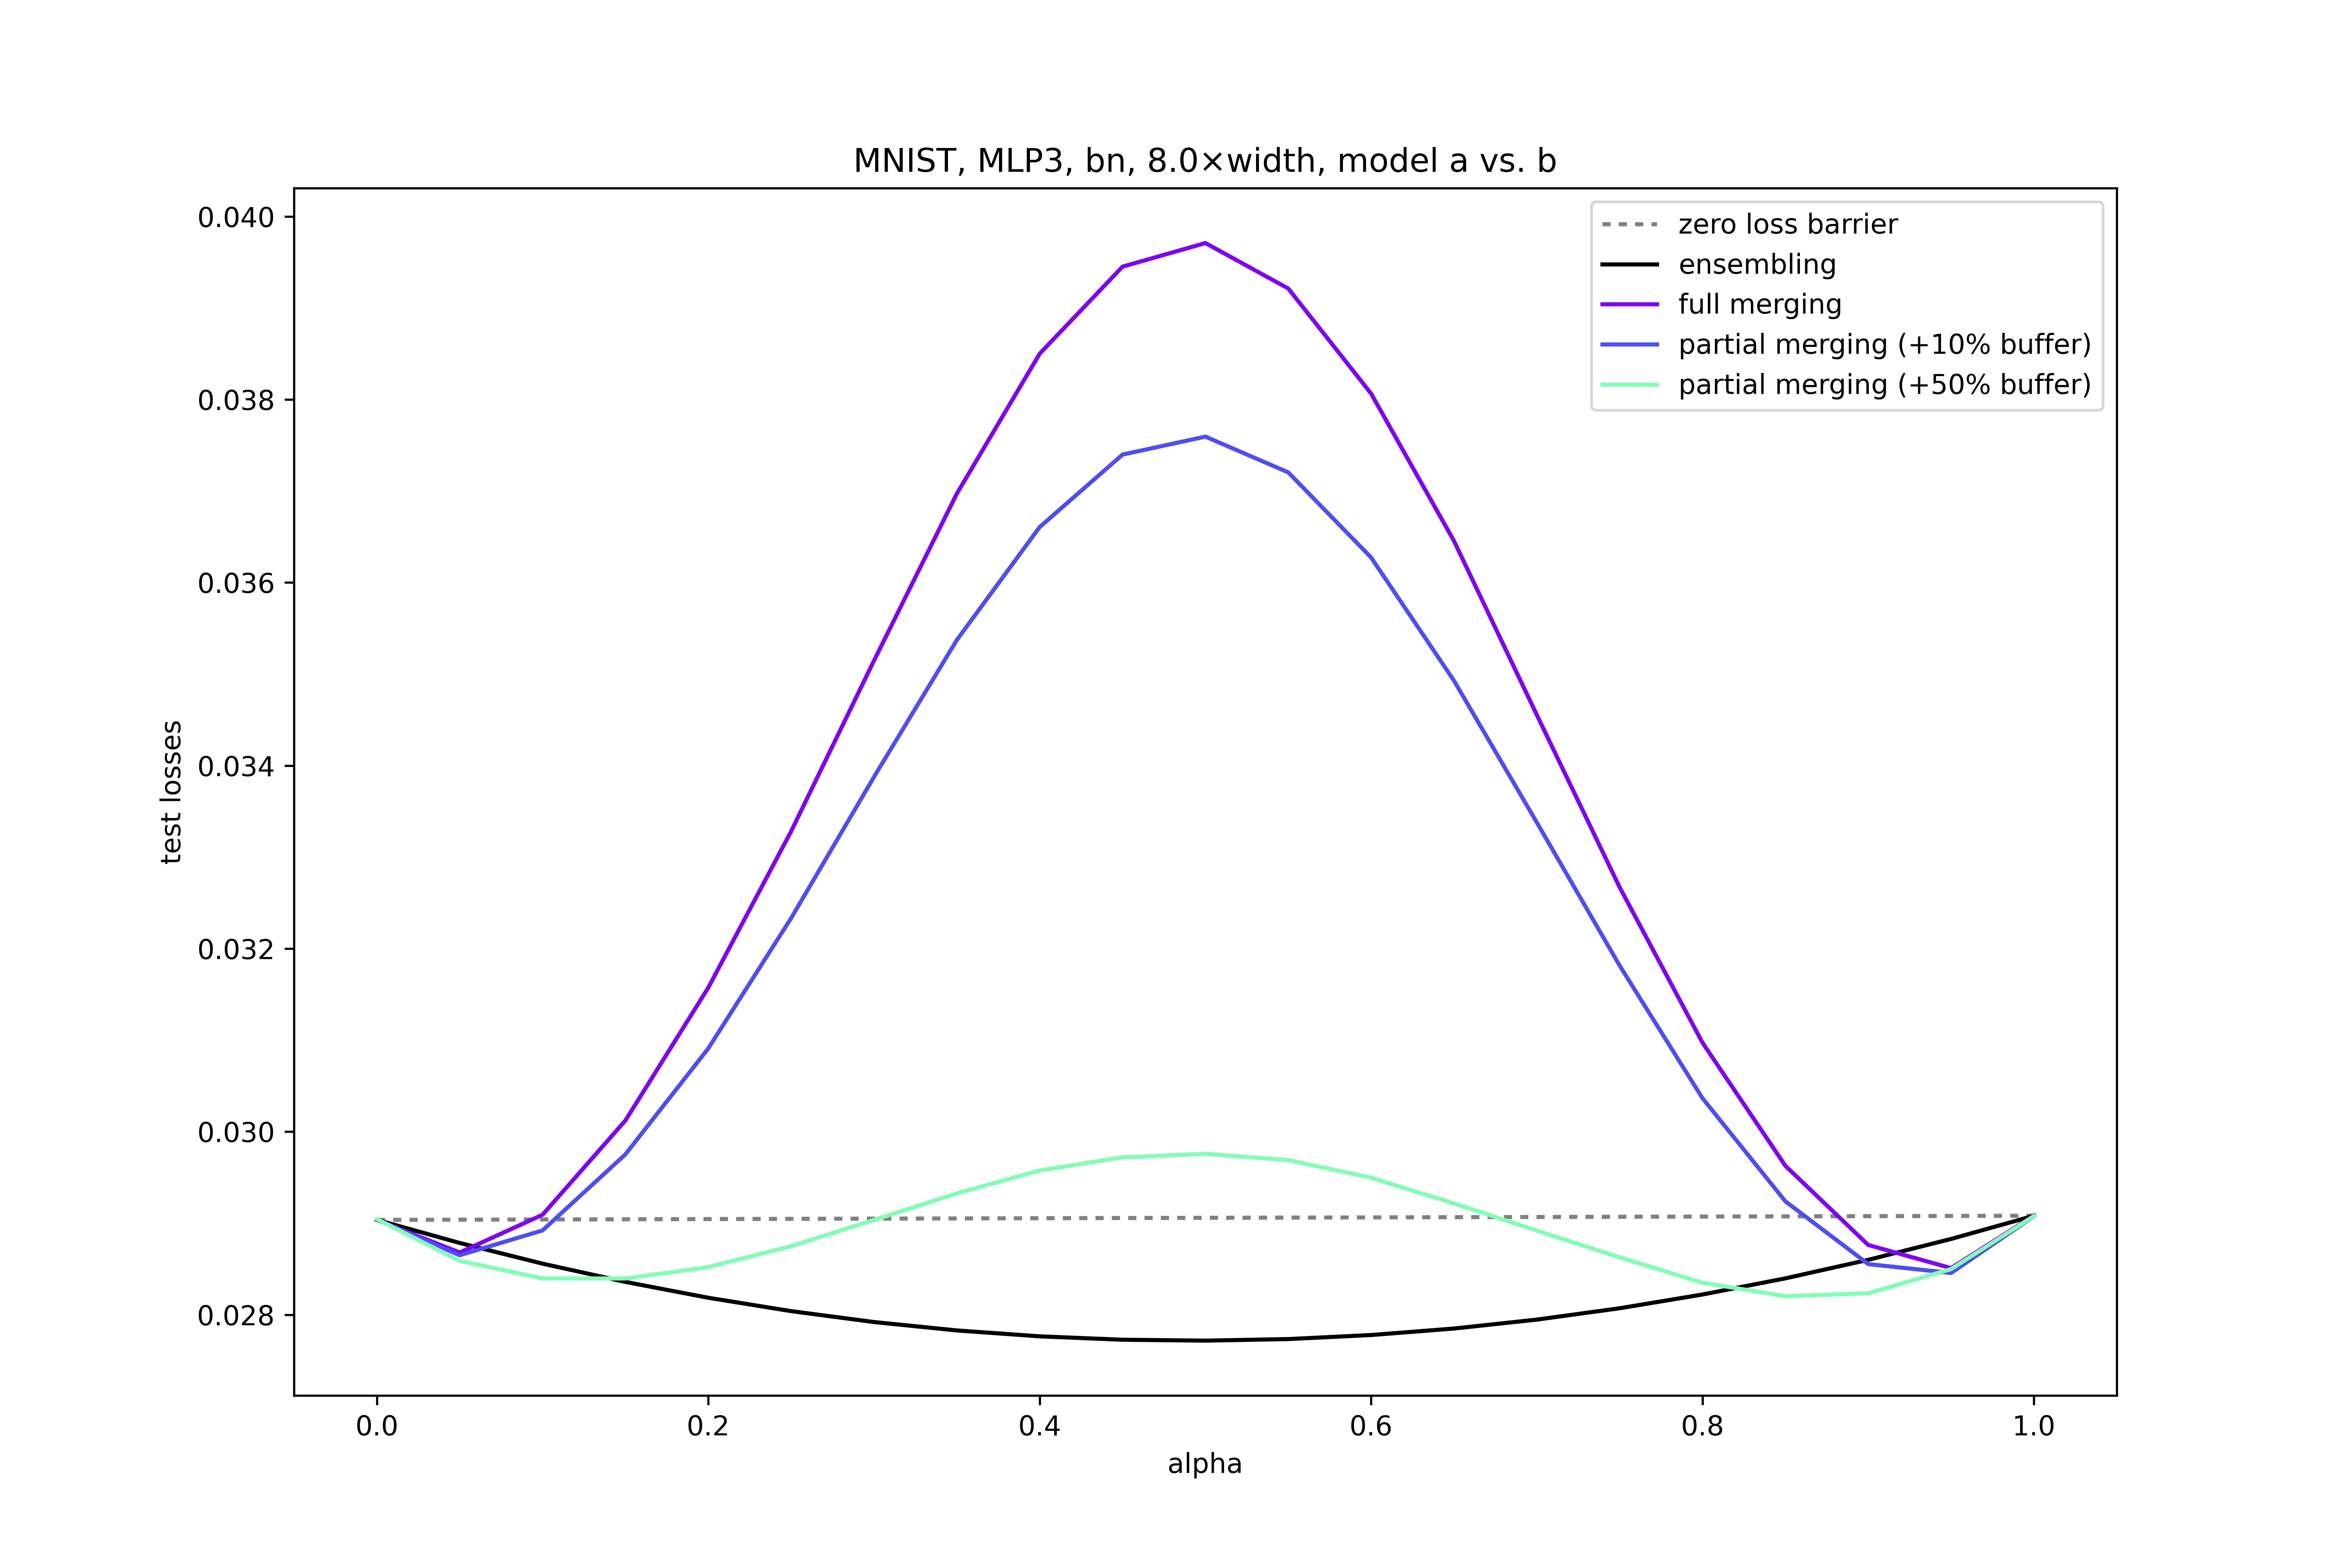 MNIST, MLP3, bn, 8.0×width, model a vs. b
zero loss barrier
ensembling
full merging
partial merging (+10% buffer)
partial merging (+50% buffer)
test losses
0.040
0.038
0.036
0.034
0.032
0.030
0.028
0.0 0.2 0.4 0.6 0.8 1.0
alpha